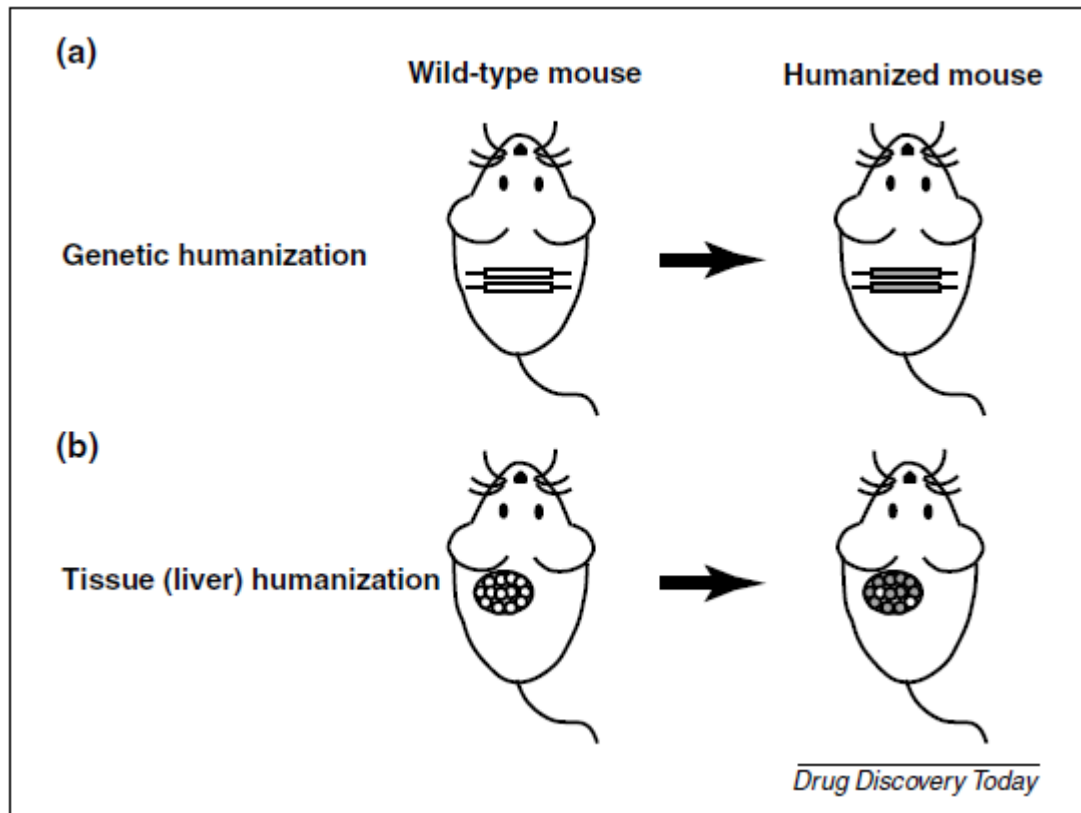 (a)
Wild-type mouse
Humanized mouse
Genetic humanization
(b)
Tissue (liver) humanization
Drug Discovery Today